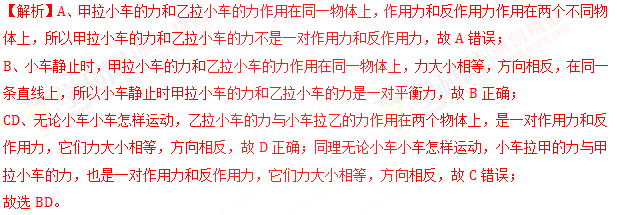 【解析】A、甲拉小车的力和乙拉小车的力作用在同一物体上，作用力和反作用力作用在两个不同物
体上，所以甲拉小车的力和乙拉小车的力不是一对作用力和反作用力，故 A 错误；
B、小车静止时，甲拉小车的力和乙拉小车的力作用在同一物体上，力大小相等，方向相反，在同一
条直线上，所以小车静止时甲拉小车的力和乙拉小车的力是一对平衡力，故 B 正确；
CD、无论小车小车怎样运动，乙拉小车的力与小车拉乙的力作用在两个物体上，是一对作用力和反
作用力，它们力大小相等，方向相反，故 D 正确；同理无论小车小车怎样运动，小车拉甲的力与甲
拉小车的力，也是一对作用力和反作用力，它们力大小相等，方向相反，故 C 错误；
故选 BD。